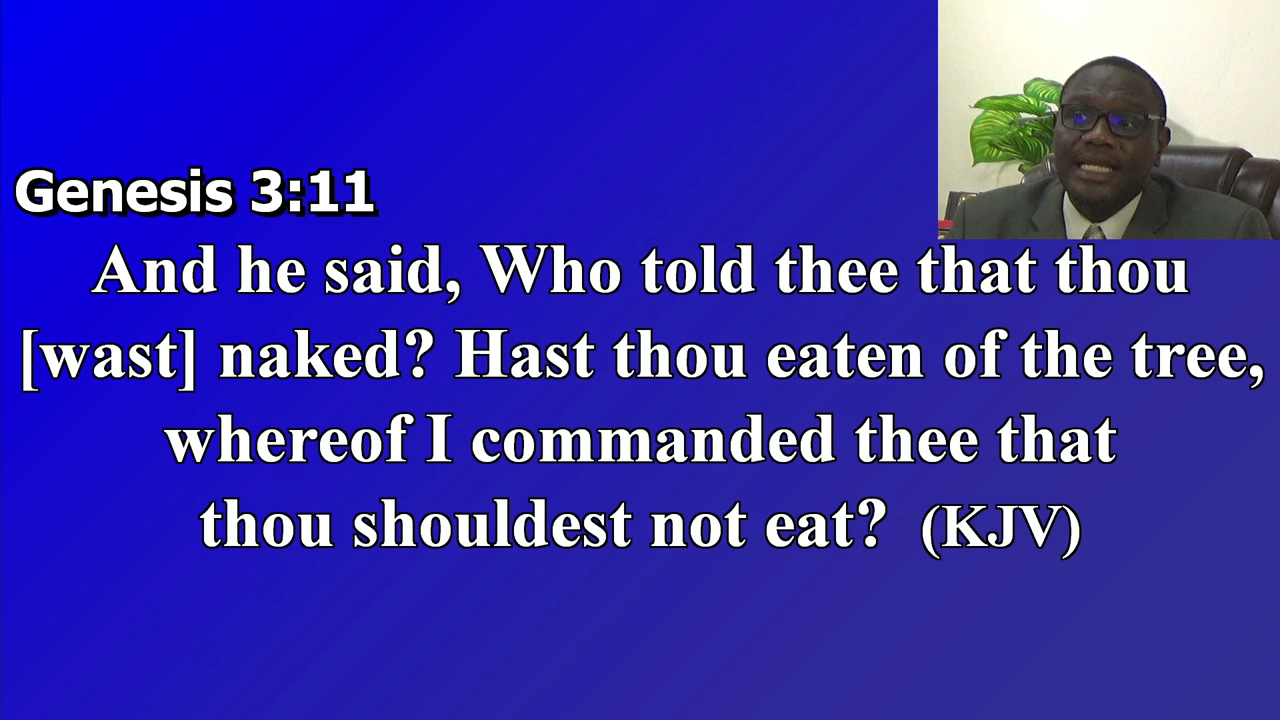 Genesis 3:11
And he said, Who told thee that thou
[wast] naked? Hast thou eaten of the tree,
whereof I commanded thee that
thou shouldest not eat? (KJV)